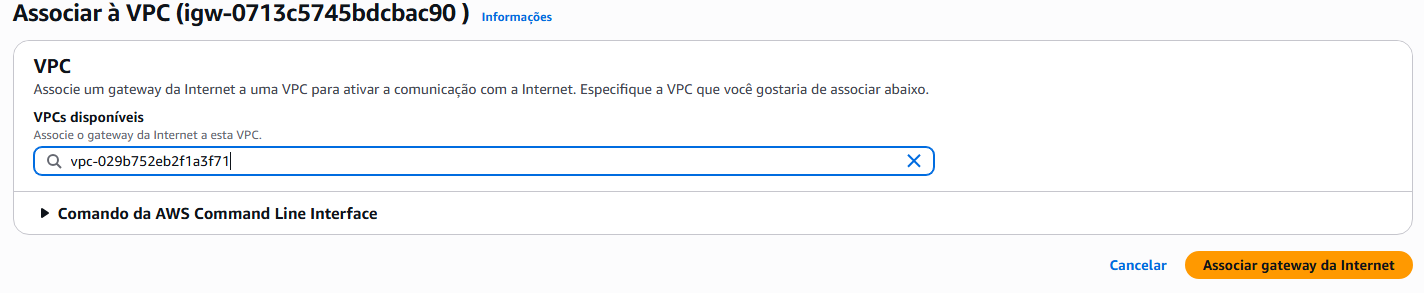 Associar à VPC (igw-0713c5745bdcbac90 ) Informações
VPC
Associe um gateway da Internet a uma VPC para ativar a comunicação com a Internet. Especifique a VPC que você gostaria de associar abaixo.
VPCs disponíveis
Associe o gateway da Internet a esta VPC.
vpc-029b752eb2f1a3f71
Comando da AWS Command Line Interface
Cancelar Associar gateway da Internet